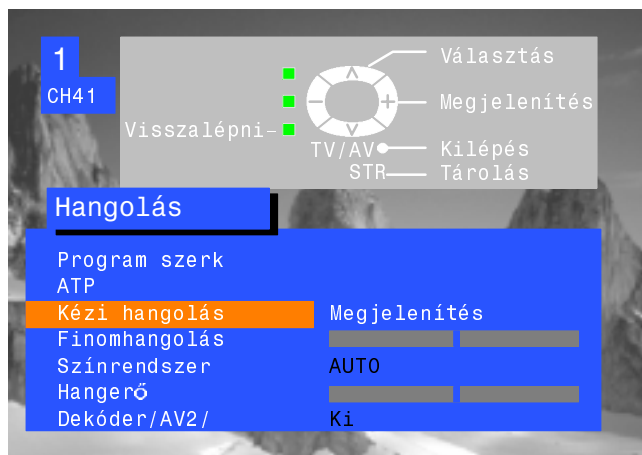 1
CH41
Választás
Megjelenítés
Visszalépni
TV/AV Kilépés
STR Tárolás
Hangolás
Program szerk
ATP
Kézi hangolás Megjelenítés
Finomhangolás
Színrendszer AUTO
Hangerő
Dekóder/AV2/ Ki